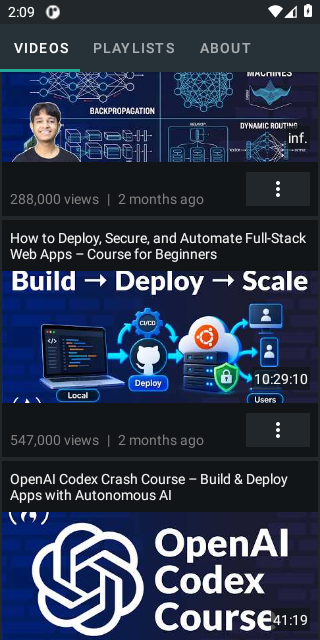 2:09
VIDEOS PLAYLISTS ABOUT
MACHINES
BACKPROPAGATION
DYNAMIC ROUTING
inf.
288,000 views | 2 months ago
How to Deploy, Secure, and Automate Full-Stack
Web Apps – Course for Beginners
Build → Deploy → Scale
CI/CD
</>
Deploy
Local
Users
10:29:10
547,000 views | 2 months ago
OpenAI Codex Crash Course – Build & Deploy
Apps with Autonomous AI
OpenAI
Codex
Course
41:19